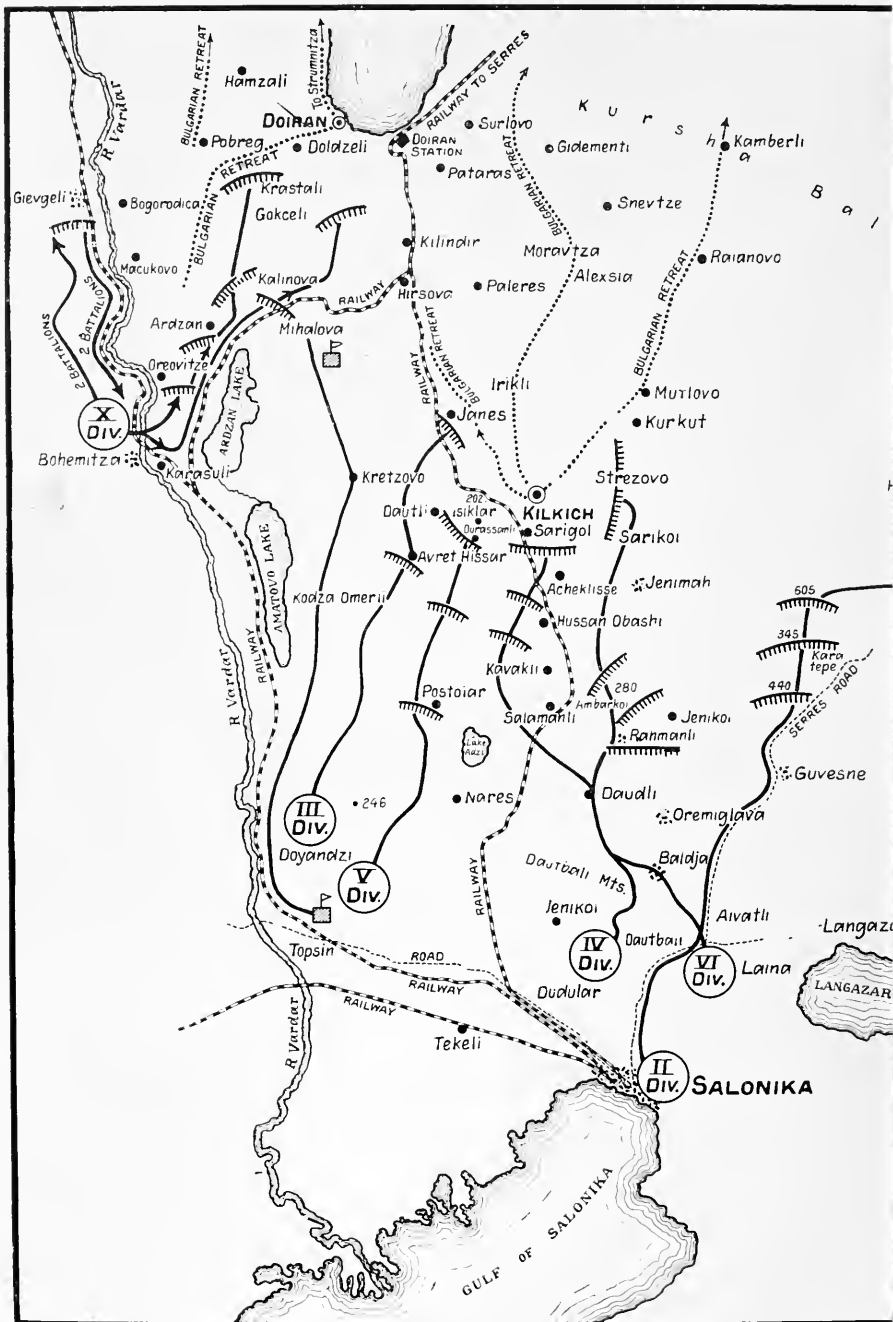 Hamzali
BULGARIAN RETREAT
To Strumnitza
DOIRAN
RAILWAY TO SERRES
R Vardar
Pobreg
Doldzeli
DOIRAN
STATION
Surlovo
Gidementi
Kursha Bal
Kamberli
Pataras
Snevtze
Gievgeli
Bogorodica
BULGARIAN RETREAT
Krastali
Gokceli
BULGARIAN RETREAT
Macukovo
Kilindir
Moravtza
Raianovo
Kalinova
Alexsia
BULGARIAN RETREAT
2 BATTALIONS
2 BATTALIONS
Ardzan
Mihalova
RAILWAY
Hirsova
Paleres
Oreovitze
BULGARIAN RETREAT
RAILWAY
Irikli
Murlovo
X
DIV.
ARDZAN LAKE
Janes
Kurkut
Bohemitza
Karasuli
Kretzovo
Strezovo
KILKICH
202
Dautli
Isiklar
Durassanli
Sarigol
Sarikoi
Avret Hissar
Acheklisse
Jenimah
H
AMATOVO LAKE
Kodza Omerli
Hussan Obashi
605
345
Kara
tepe
RAILWAY
R Vardar
Kavakli
280
Ambarkoi
440
SERRES ROAD
Postoiar
Salamanli
Jenikoi
Rahmanli
Lake
Adzi
Guvesne
III
DIV.
246
Nares
Daudli
Oremiglava
Doyandzi
V
DIV.
Baldja
RAILWAY
Dautbali Mts.
Jenikoi
Aivatli
IV
DIV.
Dautbali
VI
DIV.
Laina
Langaza
LANGAZAR
Topsin
ROAD
RAILWAY
Dudular
RAILWAY
R Vardar
Tekeli
II
DIV.
SALONIKA
GULF OF SALONIKA